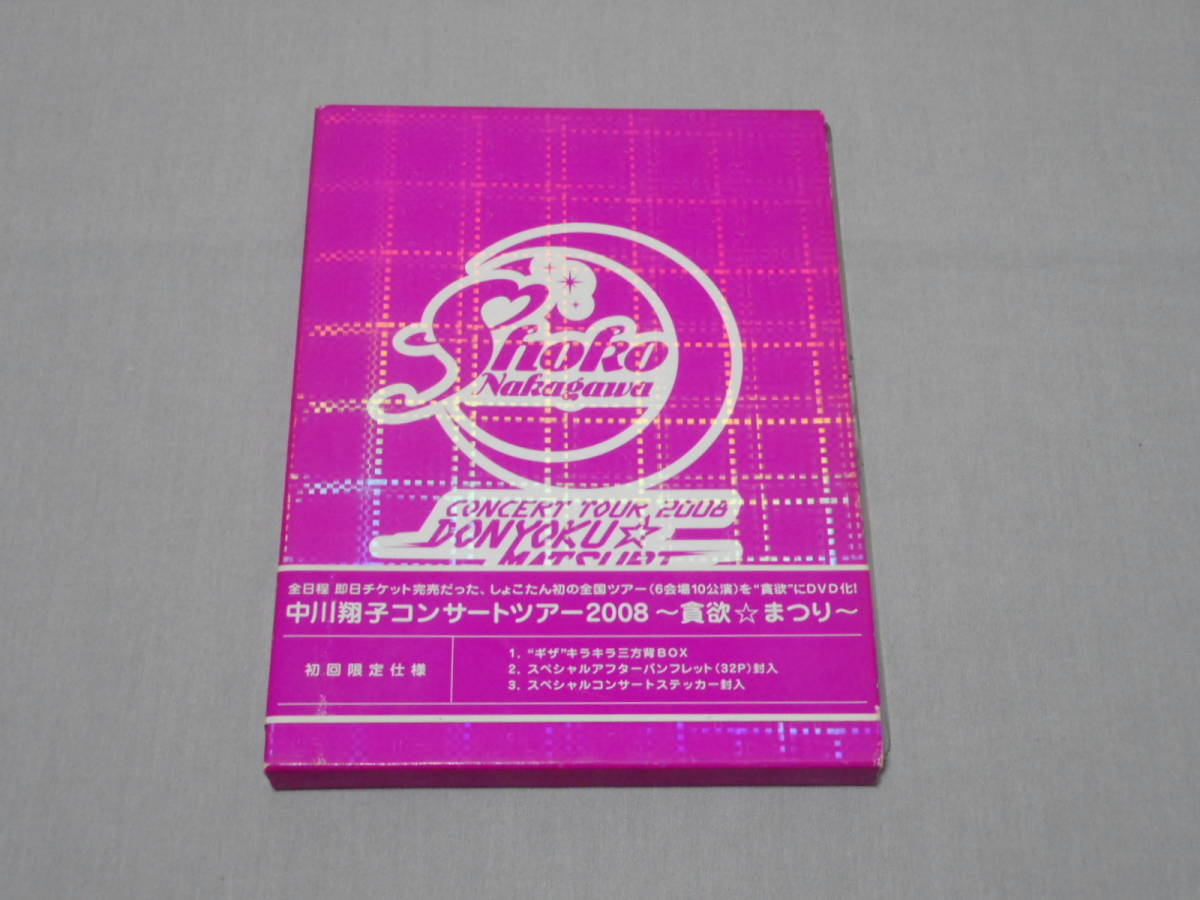 Shoko
Nakagawa
CONCERT TOUR 2008
DONYOKU☆
MATSURI
全日程 即日チケット完売だった、しょこたん初の全国ツアー(6会場10公演)を“貪欲”にDVD化!
中川翔子コンサートツアー2008 ～貪欲☆まつり～
初回限定仕様
1. “ギザ”キラキラ三方背BOX
2. スペシャルアフターパンフレット(32P)封入
3. スペシャルコンサートステッカー封入